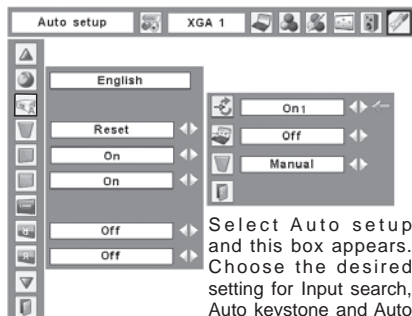 Auto setup
XGA 1
English
Reset
On
On
Off
Off
On1
Off
Manual
Select Auto setup
and this box appears.
Choose the desired
setting for Input search,
Auto keystone and Auto